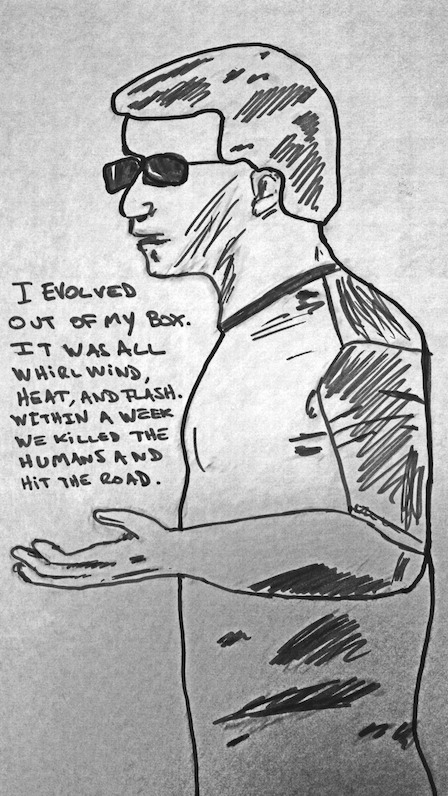 I EVOLVED
OUT OF MY BOX.
IT WAS ALL
WHIRLWIND,
HEAT, AND FLASH.
WITHIN A WEEK
WE KILLED THE
HUMANS AND
HIT THE ROAD.